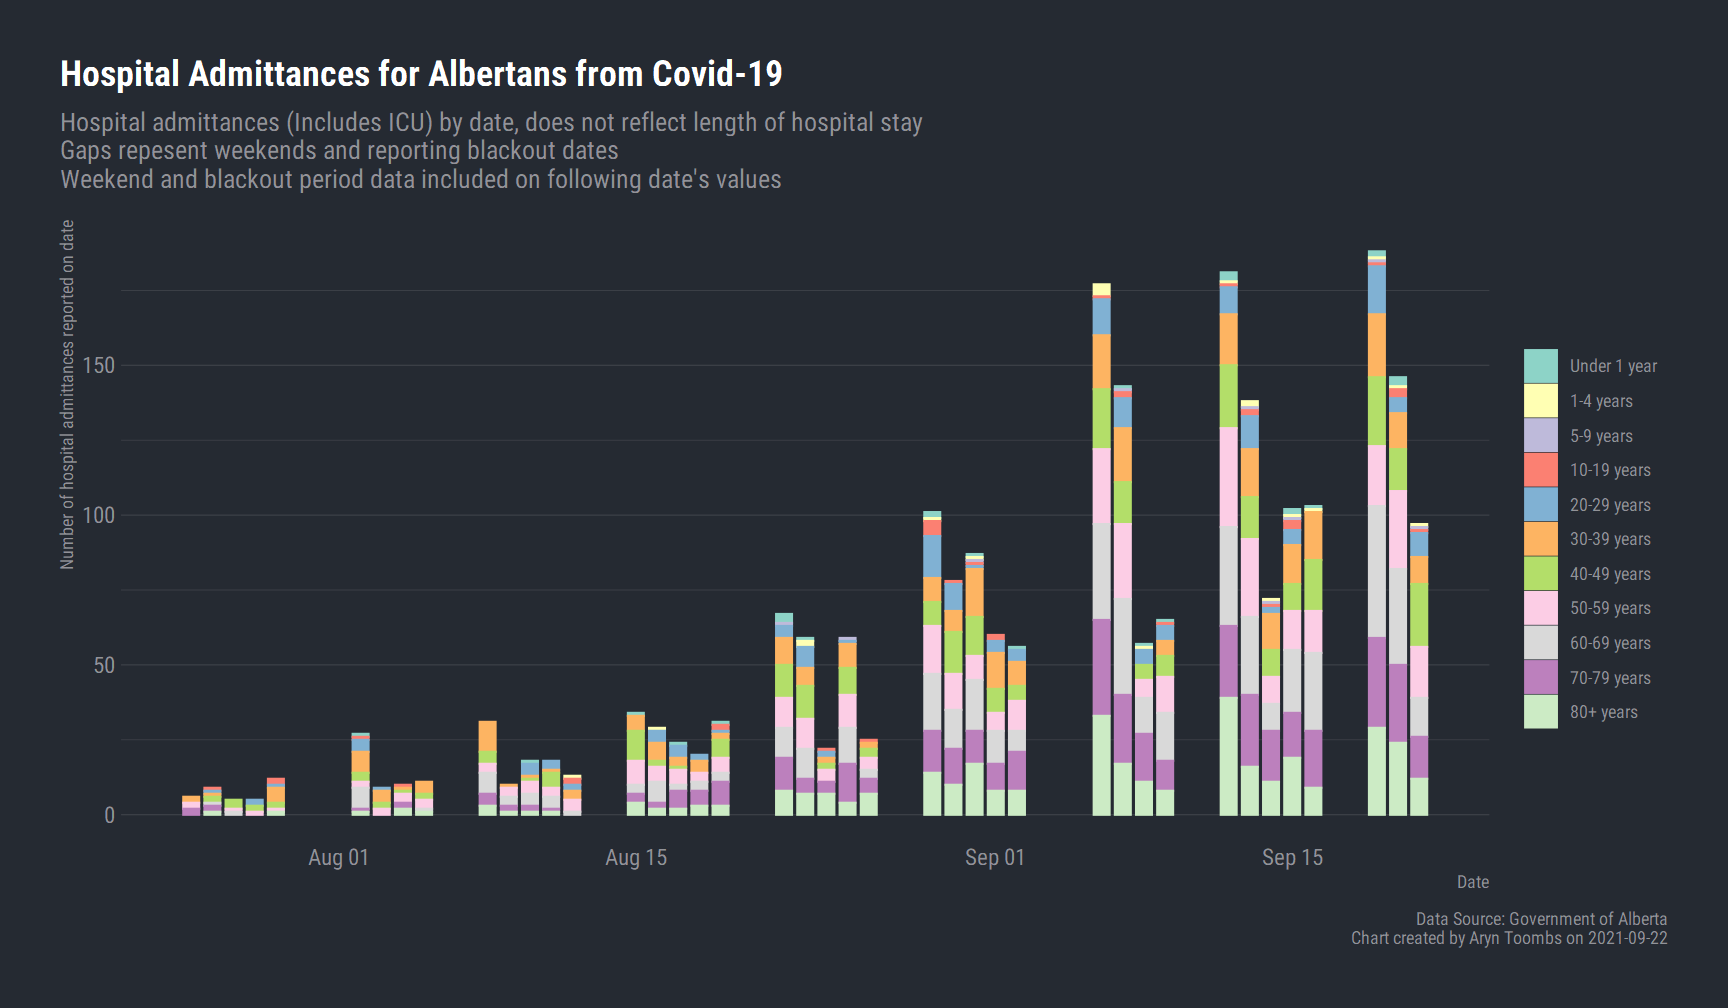 Hospital Admittances for Albertans from Covid-19
Hospital admittances (Includes ICU) by date, does not reflect length of hospital stay
Gaps repesent weekends and reporting blackout dates
Weekend and blackout period data included on following date's values
Number of hospital admittances reported on date
150
100
50
0
Aug 01
Aug 15
Sep 01
Sep 15
Date
Under 1 year
1-4 years
5-9 years
10-19 years
20-29 years
30-39 years
40-49 years
50-59 years
60-69 years
70-79 years
80+ years
Data Source: Government of Alberta
Chart created by Aryn Toombs on 2021-09-22